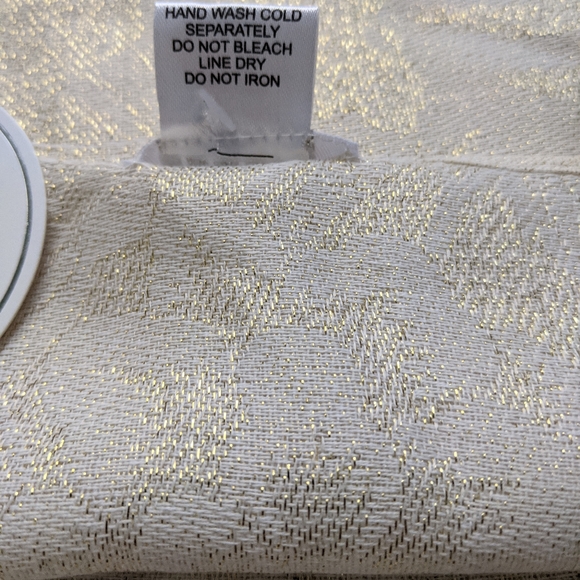 HAND WASH COLD
SEPARATELY
DO NOT BLEACH
LINE DRY
DO NOT IRON